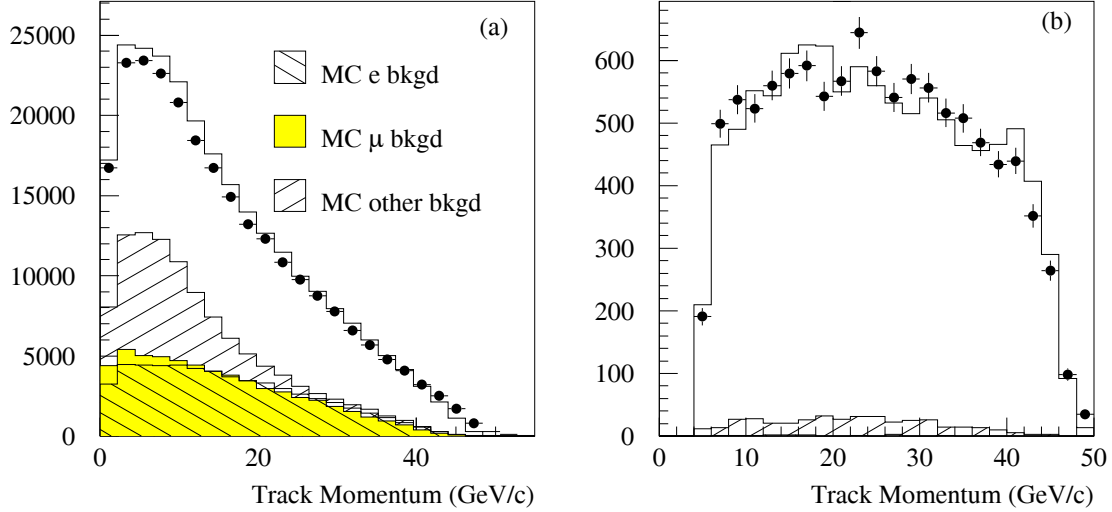 (a)
25000
20000
15000
10000
5000
0
MC e bkgd
MC μ bkgd
MC other bkgd
0 20 40
Track Momentum (GeV/c)
(b)
600
500
400
300
200
100
0
0 10 20 30 40 50
Track Momentum (GeV/c)